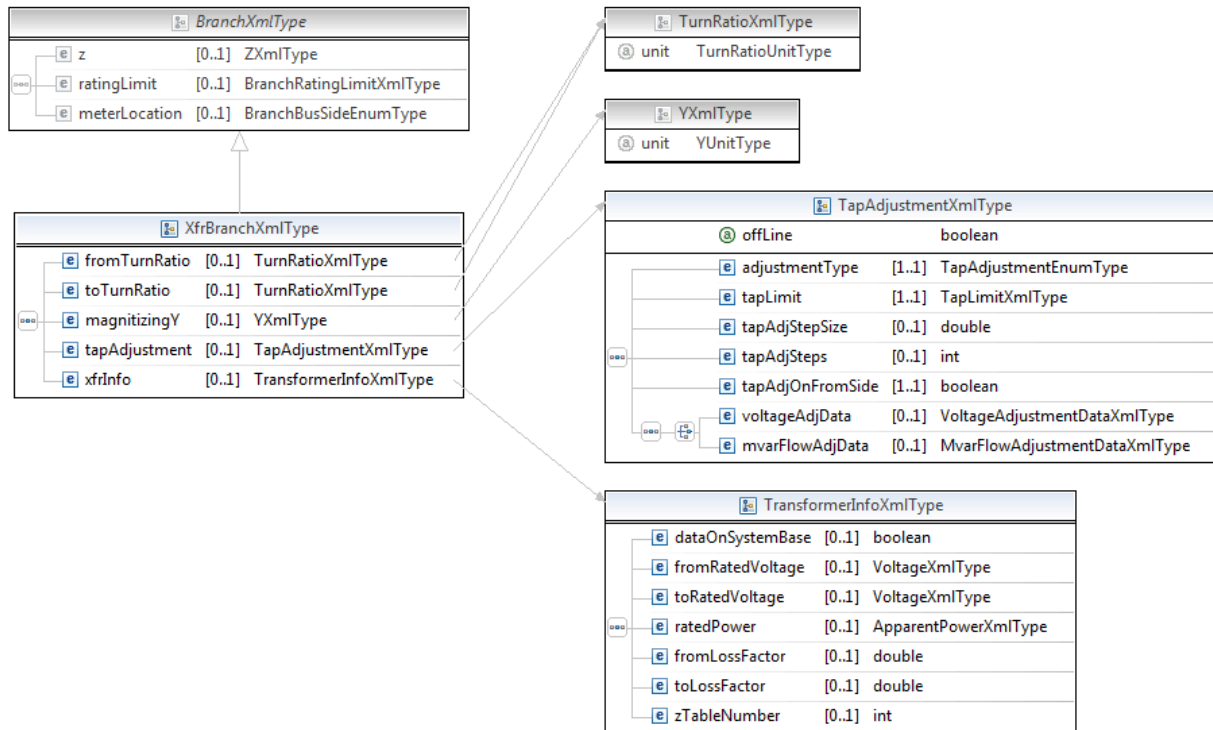 BranchXmlType
z [0..1] ZXmlType
ratingLimit [0..1] BranchRatingLimitXmlType
meterLocation [0..1] BranchBusSideEnumType
XfrBranchXmlType
fromTurnRatio [0..1] TurnRatioXmlType
toTurnRatio [0..1] TurnRatioXmlType
magnitizingY [0..1] YXmlType
tapAdjustment [0..1] TapAdjustmentXmlType
xfrInfo [0..1] TransformerInfoXmlType
TurnRatioXmlType
unit TurnRatioUnitType
YXmlType
unit YUnitType
TapAdjustmentXmlType
offLine boolean
adjustmentType [1..1] TapAdjustmentEnumType
tapLimit [1..1] TapLimitXmlType
tapAdjStepSize [0..1] double
tapAdjSteps [0..1] int
tapAdjOnFromSide [1..1] boolean
voltageAdjData [0..1] VoltageAdjustmentDataXmlType
mvarFlowAdjData [0..1] MvarFlowAdjustmentDataXmlType
TransformerInfoXmlType
dataOnSystemBase [0..1] boolean
fromRatedVoltage [0..1] VoltageXmlType
toRatedVoltage [0..1] VoltageXmlType
ratedPower [0..1] ApparentPowerXmlType
fromLossFactor [0..1] double
toLossFactor [0..1] double
zTableNumber [0..1] int